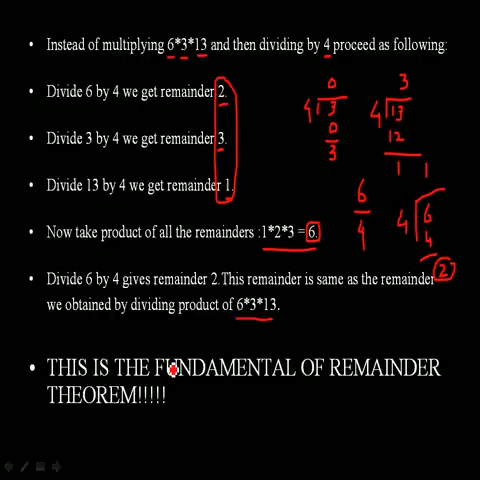 Instead of multiplying 6*3*13 and then dividing by 4 proceed as following:
Divide 6 by 4 we get remainder 2.
Divide 3 by 4 we get remainder 3.
Divide 13 by 4 we get remainder 1.
Now take product of all the remainders :1*2*3 = 6.
Divide 6 by 4 gives remainder 2.This remainder is same as the remainder
we obtained by dividing product of 6*3*13.
THIS IS THE FUNDAMENTAL OF REMAINDER
THEOREM!!!!!
0
4 3
0
3
3
4 13
12
1 1
6
4
4 6
4
2